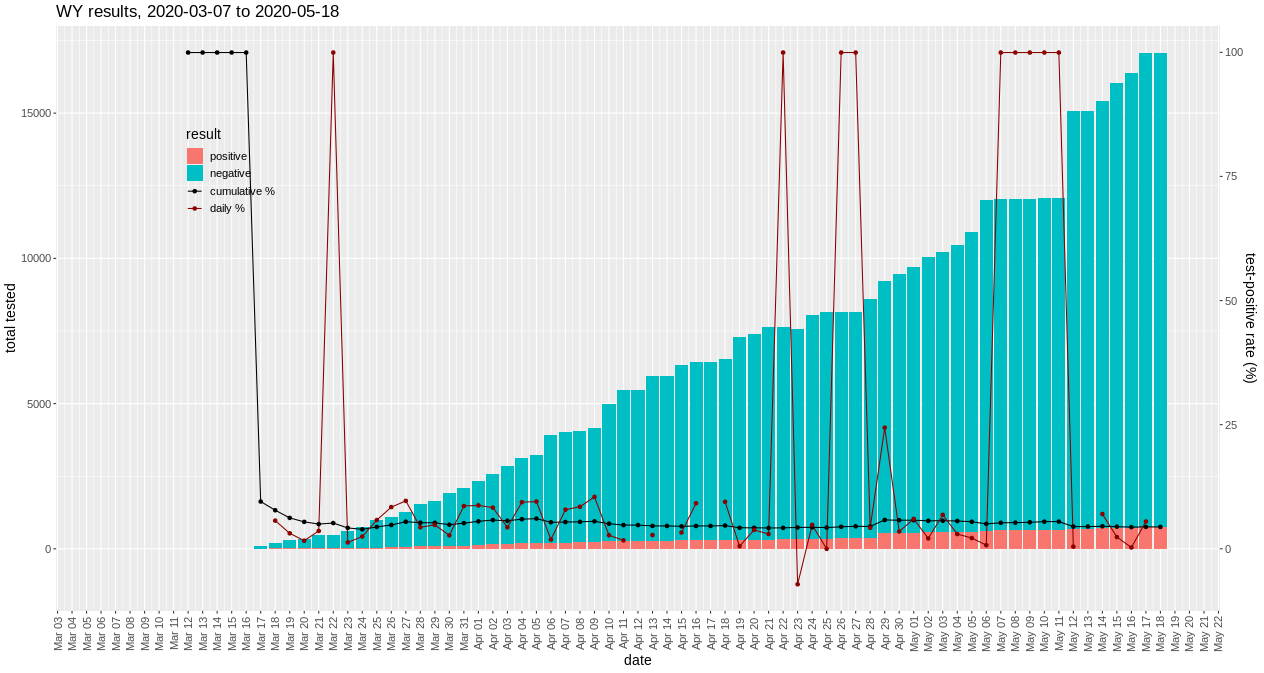 WY results, 2020-03-07 to 2020-05-18
total tested
15000
10000
5000
0
result
positive
negative
cumulative %
daily %
100
75
50
25
0
test-positive rate (%)
Mar 03
Mar 04
Mar 05
Mar 06
Mar 07
Mar 08
Mar 09
Mar 10
Mar 11
Mar 12
Mar 13
Mar 14
Mar 15
Mar 16
Mar 17
Mar 18
Mar 19
Mar 20
Mar 21
Mar 22
Mar 23
Mar 24
Mar 25
Mar 26
Mar 27
Mar 28
Mar 29
Mar 30
Mar 31
Apr 01
Apr 02
Apr 03
Apr 04
Apr 05
Apr 06
Apr 07
Apr 08
Apr 09
Apr 10
Apr 11
Apr 12
Apr 13
Apr 14
Apr 15
Apr 16
Apr 17
Apr 18
Apr 19
Apr 20
Apr 21
Apr 22
Apr 23
Apr 24
Apr 25
Apr 26
Apr 27
Apr 28
Apr 29
Apr 30
May 01
May 02
May 03
May 04
May 05
May 06
May 07
May 08
May 09
May 10
May 11
May 12
May 13
May 14
May 15
May 16
May 17
May 18
May 19
May 20
May 21
May 22
date